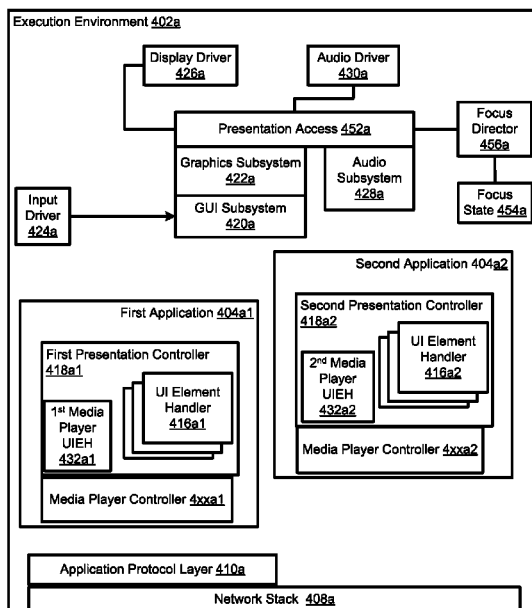 Execution Environment 402a
Display Driver
426a
Audio Driver
430a
Presentation Access 452a
Focus
Director
456a
Graphics Subsystem
422a
Audio
Subsystem
428a
Input
Driver
424a
GUI Subsystem
420a
Focus
State 454a
Second Application 404a2
First Application 404a1
Second Presentation Controller
418a2
First Presentation Controller
418a1
UI Element
Handler
416a2
2nd Media
Player
UIEH
432a2
UI Element
Handler
416a1
1st Media
Player
UIEH
432a1
Media Player Controller 4xxa2
Media Player Controller 4xxa1
Application Protocol Layer 410a
Network Stack 408a